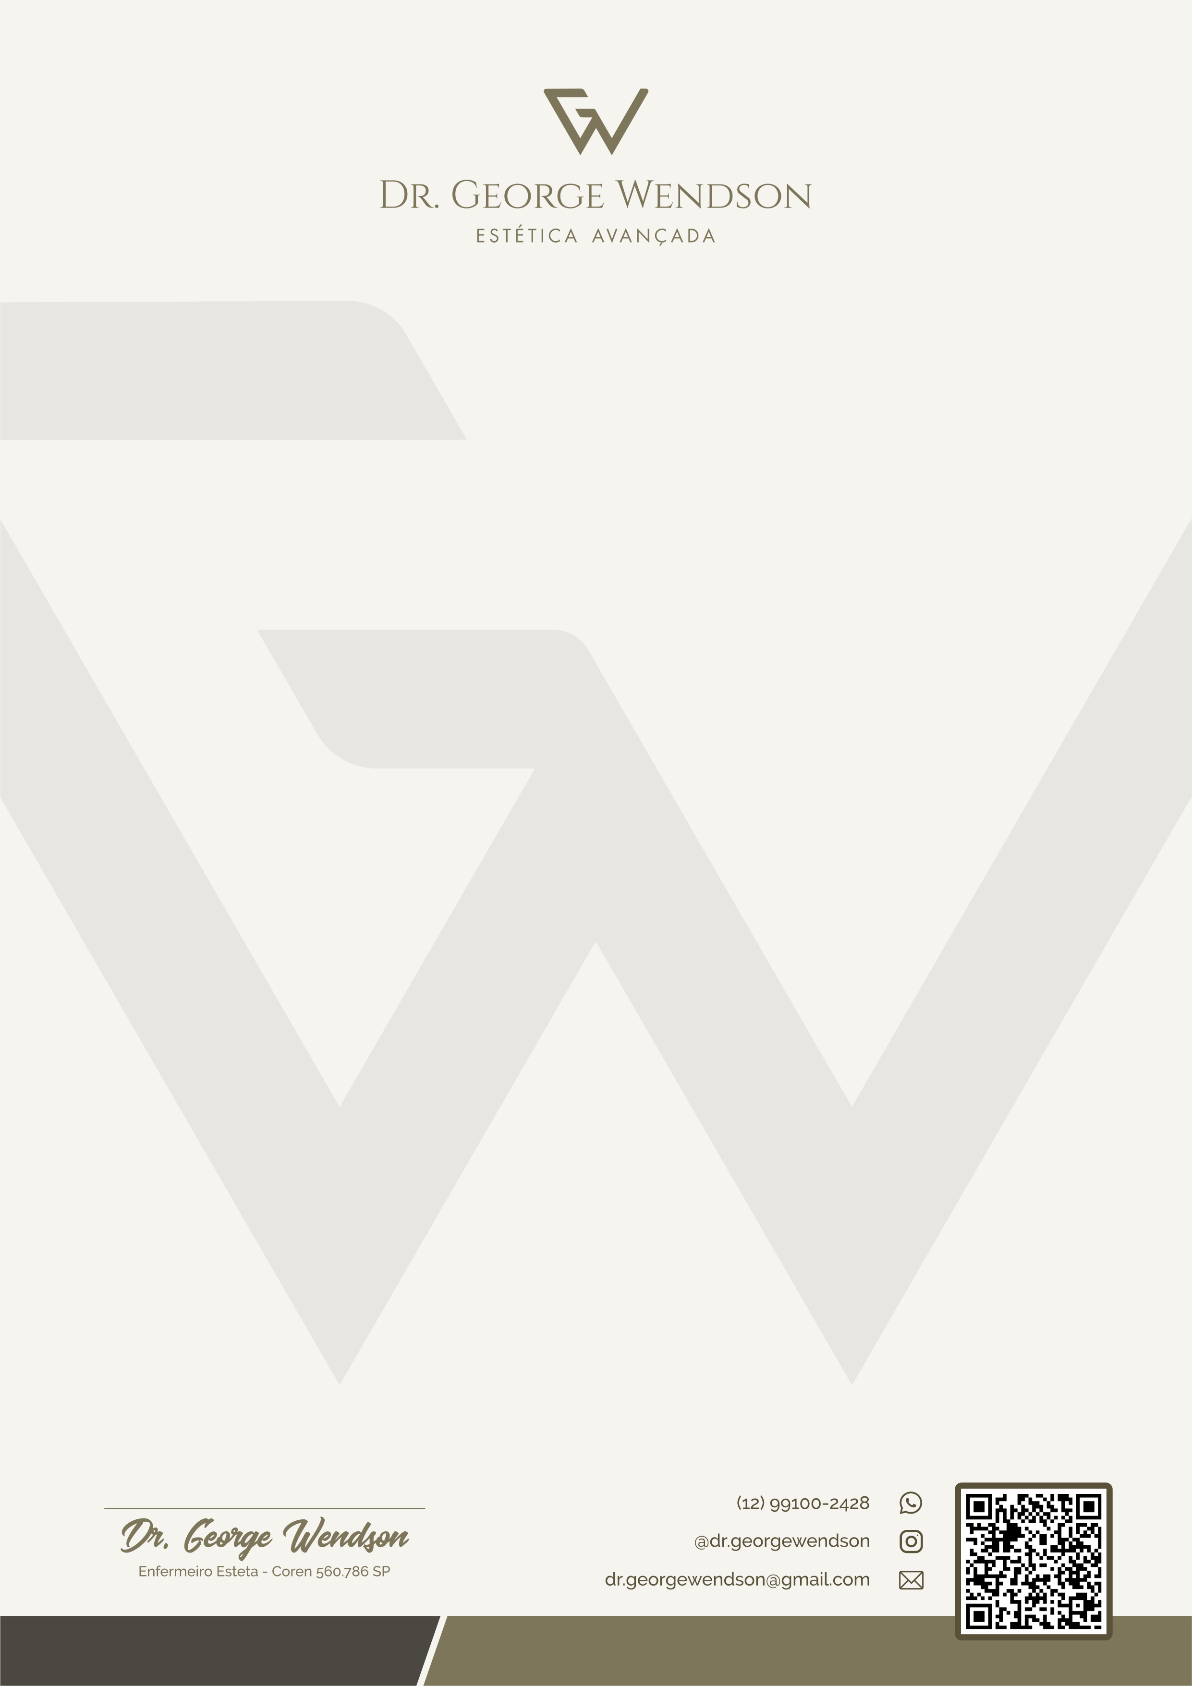 GW
DR. GEORGE WENDSON
ESTÉTICA AVANÇADA
(12) 99100-2428
@dr.georgewendson
dr.georgewendson@gmail.com
Dr. George Wendson
Enfermeiro Esteta - Coren 560.786 SP